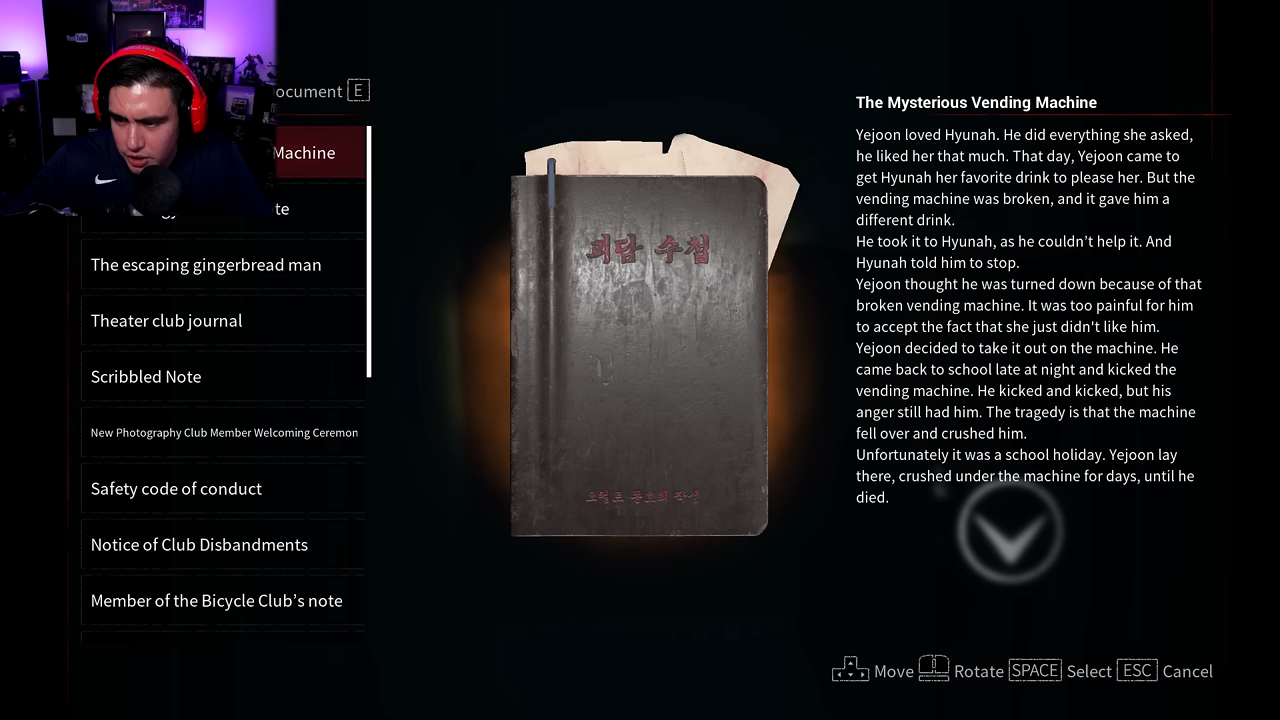 ocument E
Machine
te
The escaping gingerbread man
Theater club journal
Scribbled Note
New Photography Club Member Welcoming Ceremon
Safety code of conduct
Notice of Club Disbandments
Member of the Bicycle Club’s note
괴담 수첩
오컬트 동호회 작성
The Mysterious Vending Machine
Yejoon loved Hyunah. He did everything she asked,
he liked her that much. That day, Yejoon came to
get Hyunah her favorite drink to please her. But the
vending machine was broken, and it gave him a
different drink.
He took it to Hyunah, as he couldn’t help it. And
Hyunah told him to stop.
Yejoon thought he was turned down because of that
broken vending machine. It was too painful for him
to accept the fact that she just didn't like him.
Yejoon decided to take it out on the machine. He
came back to school late at night and kicked the
vending machine. He kicked and kicked, but his
anger still had him. The tragedy is that the machine
fell over and crushed him.
Unfortunately it was a school holiday. Yejoon lay
there, crushed under the machine for days, until he
died.
Move Rotate SPACE Select ESC Cancel